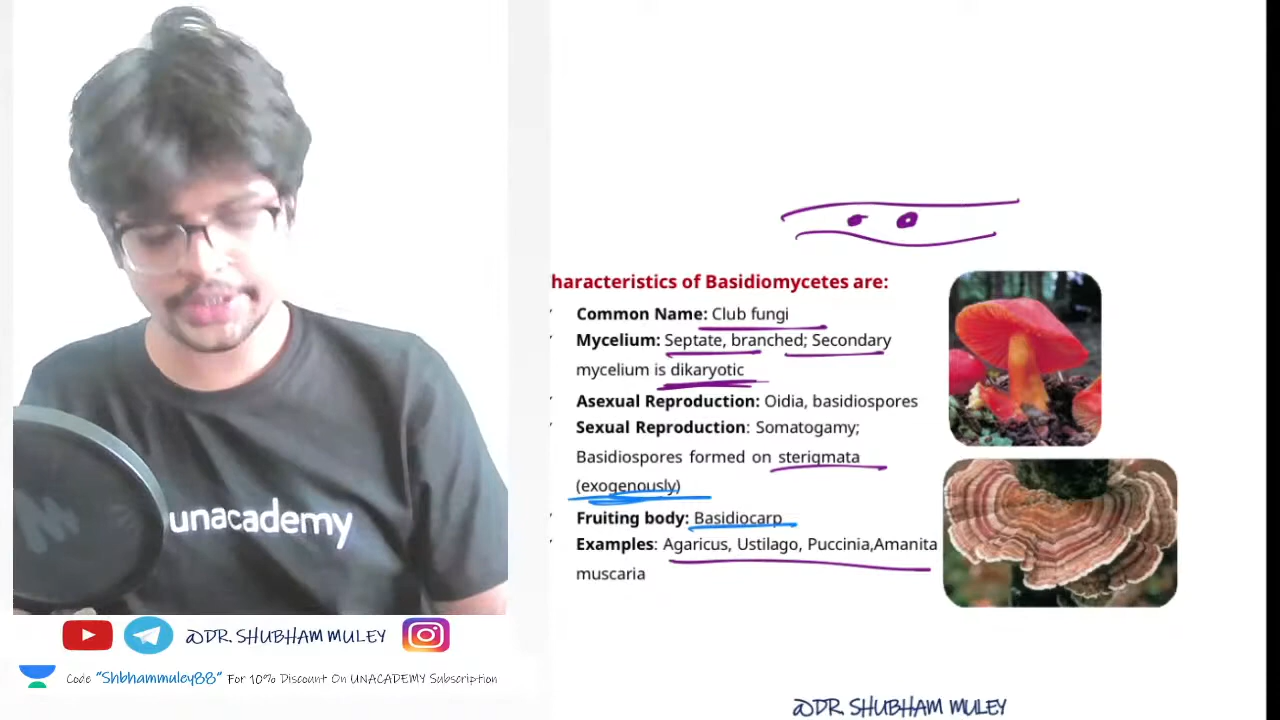 haracteristics of Basidiomycetes are:
Common Name: Club fungi
Mycelium: Septate, branched; Secondary
mycelium is dikaryotic
Asexual Reproduction: Oidia, basidiospores
Sexual Reproduction: Somatogamy;
Basidiospores formed on sterigmata
(exogenously)
Fruiting body: Basidiocarp
Examples: Agaricus, Ustilago, Puccinia,Amanita
muscaria
unacademy
@DR. SHUBHAM MULEY
Code "Shbhammuley88" For 10% Discount On UNACADEMY Subscription
@DR. SHUBHAM MULEY